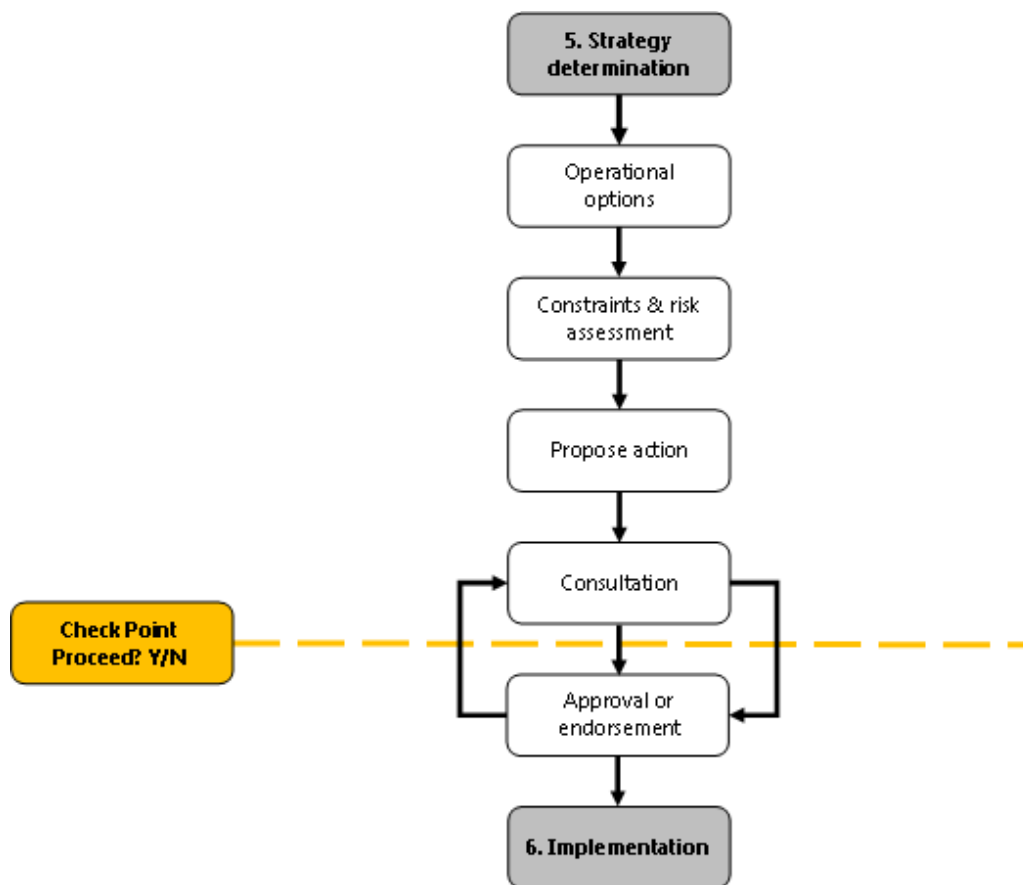 5. Strategy
determination
Operational
options
Constraints & risk
assessment
Propose action
Consultation
Check Point
Proceed? Y/N
Approval or
endorsement
6. Implementation